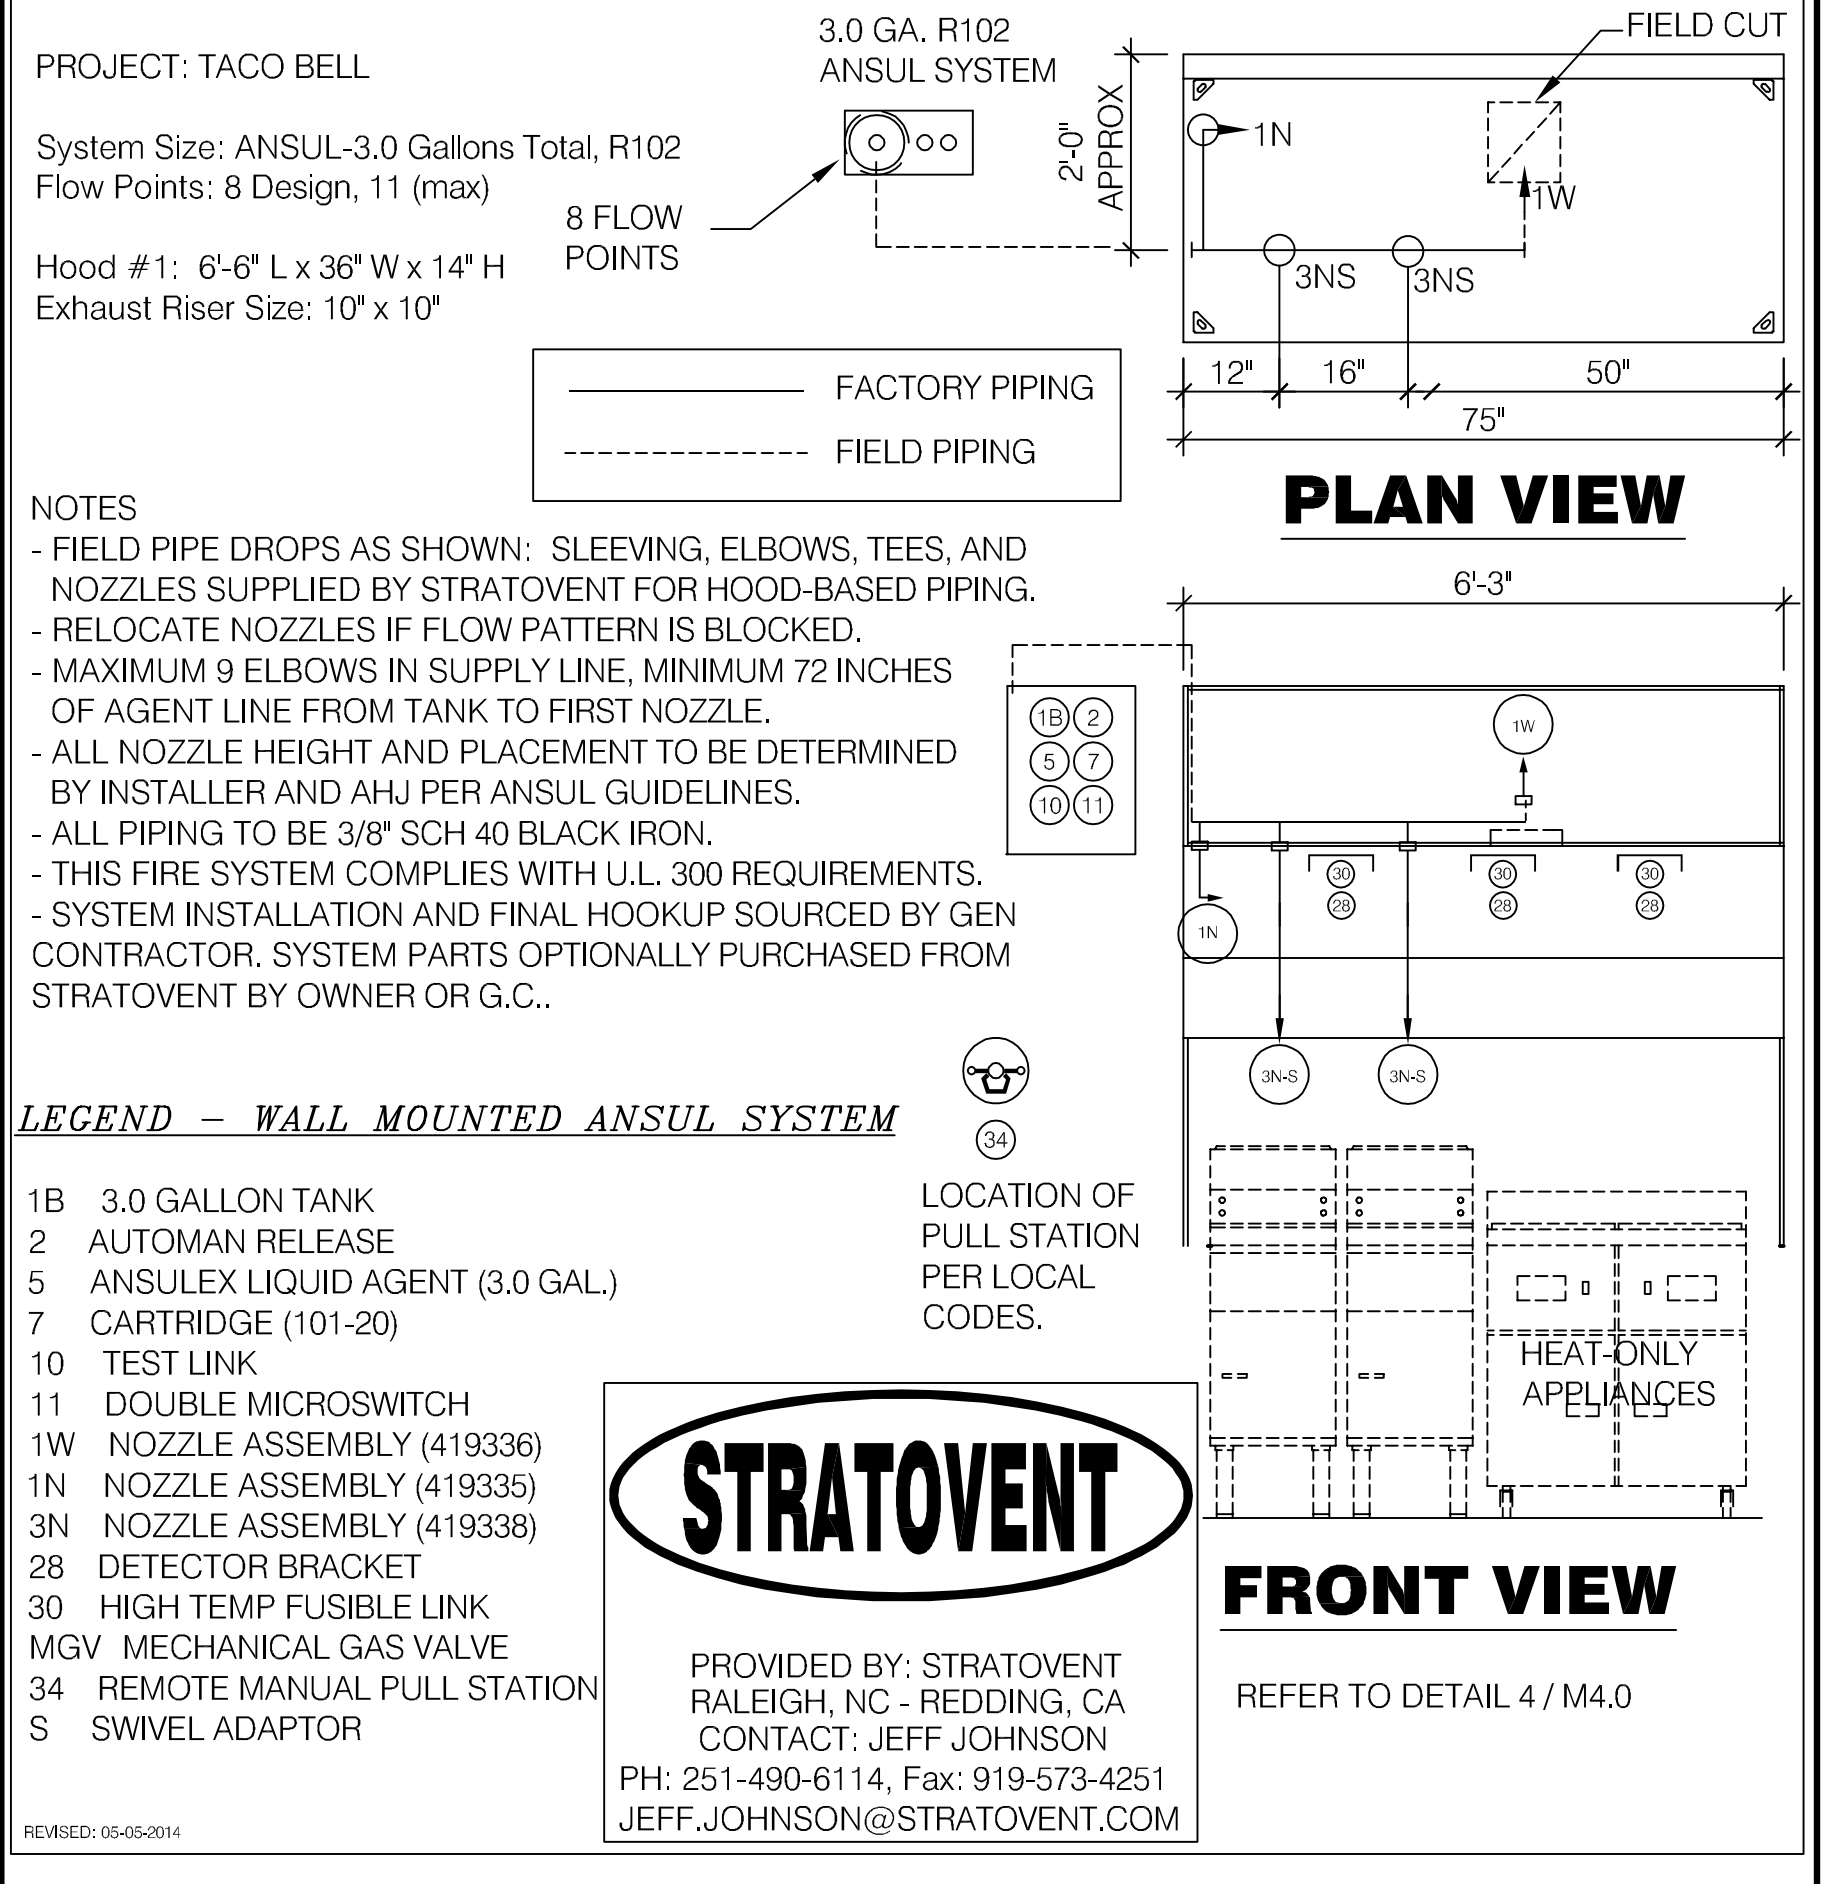 PROJECT: TACO BELL
System Size: ANSUL-3.0 Gallons Total, R102
Flow Points: 8 Design, 11 (max)
Hood #1: 6'-6" L x 36" W x 14" H
Exhaust Riser Size: 10" x 10"
3.0 GA. R102
ANSUL SYSTEM
8 FLOW
POINTS
2'-0"
APPROX
FIELD CUT
1N
1W
3NS
3NS
12"
16"
50"
75"
PLAN VIEW
FACTORY PIPING
FIELD PIPING
NOTES
- FIELD PIPE DROPS AS SHOWN: SLEEVING, ELBOWS, TEES, AND
NOZZLES SUPPLIED BY STRATOVENT FOR HOOD-BASED PIPING.
- RELOCATE NOZZLES IF FLOW PATTERN IS BLOCKED.
- MAXIMUM 9 ELBOWS IN SUPPLY LINE, MINIMUM 72 INCHES
OF AGENT LINE FROM TANK TO FIRST NOZZLE.
- ALL NOZZLE HEIGHT AND PLACEMENT TO BE DETERMINED
BY INSTALLER AND AHJ PER ANSUL GUIDELINES.
- ALL PIPING TO BE 3/8" SCH 40 BLACK IRON.
- THIS FIRE SYSTEM COMPLIES WITH U.L. 300 REQUIREMENTS.
- SYSTEM INSTALLATION AND FINAL HOOKUP SOURCED BY GEN
CONTRACTOR. SYSTEM PARTS OPTIONALLY PURCHASED FROM
STRATOVENT BY OWNER OR G.C..
6'-3"
1B 2
5 7
10 11
1W
30 30 30
28 28 28
1N
3N-S 3N-S
34
LOCATION OF
PULL STATION
PER LOCAL
CODES.
HEAT-ONLY
APPLIANCES
FRONT VIEW
REFER TO DETAIL 4 / M4.0
LEGEND – WALL MOUNTED ANSUL SYSTEM
1B 3.0 GALLON TANK
2 AUTOMAN RELEASE
5 ANSULEX LIQUID AGENT (3.0 GAL.)
7 CARTRIDGE (101-20)
10 TEST LINK
11 DOUBLE MICROSWITCH
1W NOZZLE ASSEMBLY (419336)
1N NOZZLE ASSEMBLY (419335)
3N NOZZLE ASSEMBLY (419338)
28 DETECTOR BRACKET
30 HIGH TEMP FUSIBLE LINK
MGV MECHANICAL GAS VALVE
34 REMOTE MANUAL PULL STATION
S SWIVEL ADAPTOR
STRATOVENT
PROVIDED BY: STRATOVENT
RALEIGH, NC - REDDING, CA
CONTACT: JEFF JOHNSON
PH: 251-490-6114, Fax: 919-573-4251
JEFF.JOHNSON@STRATOVENT.COM
REVISED: 05-05-2014